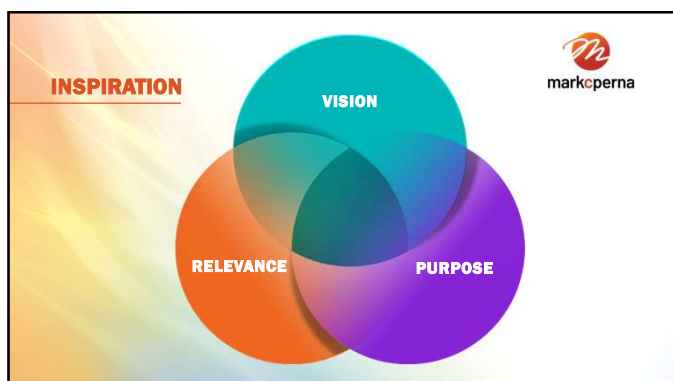 INSPIRATION
markcperna
VISION
RELEVANCE
PURPOSE